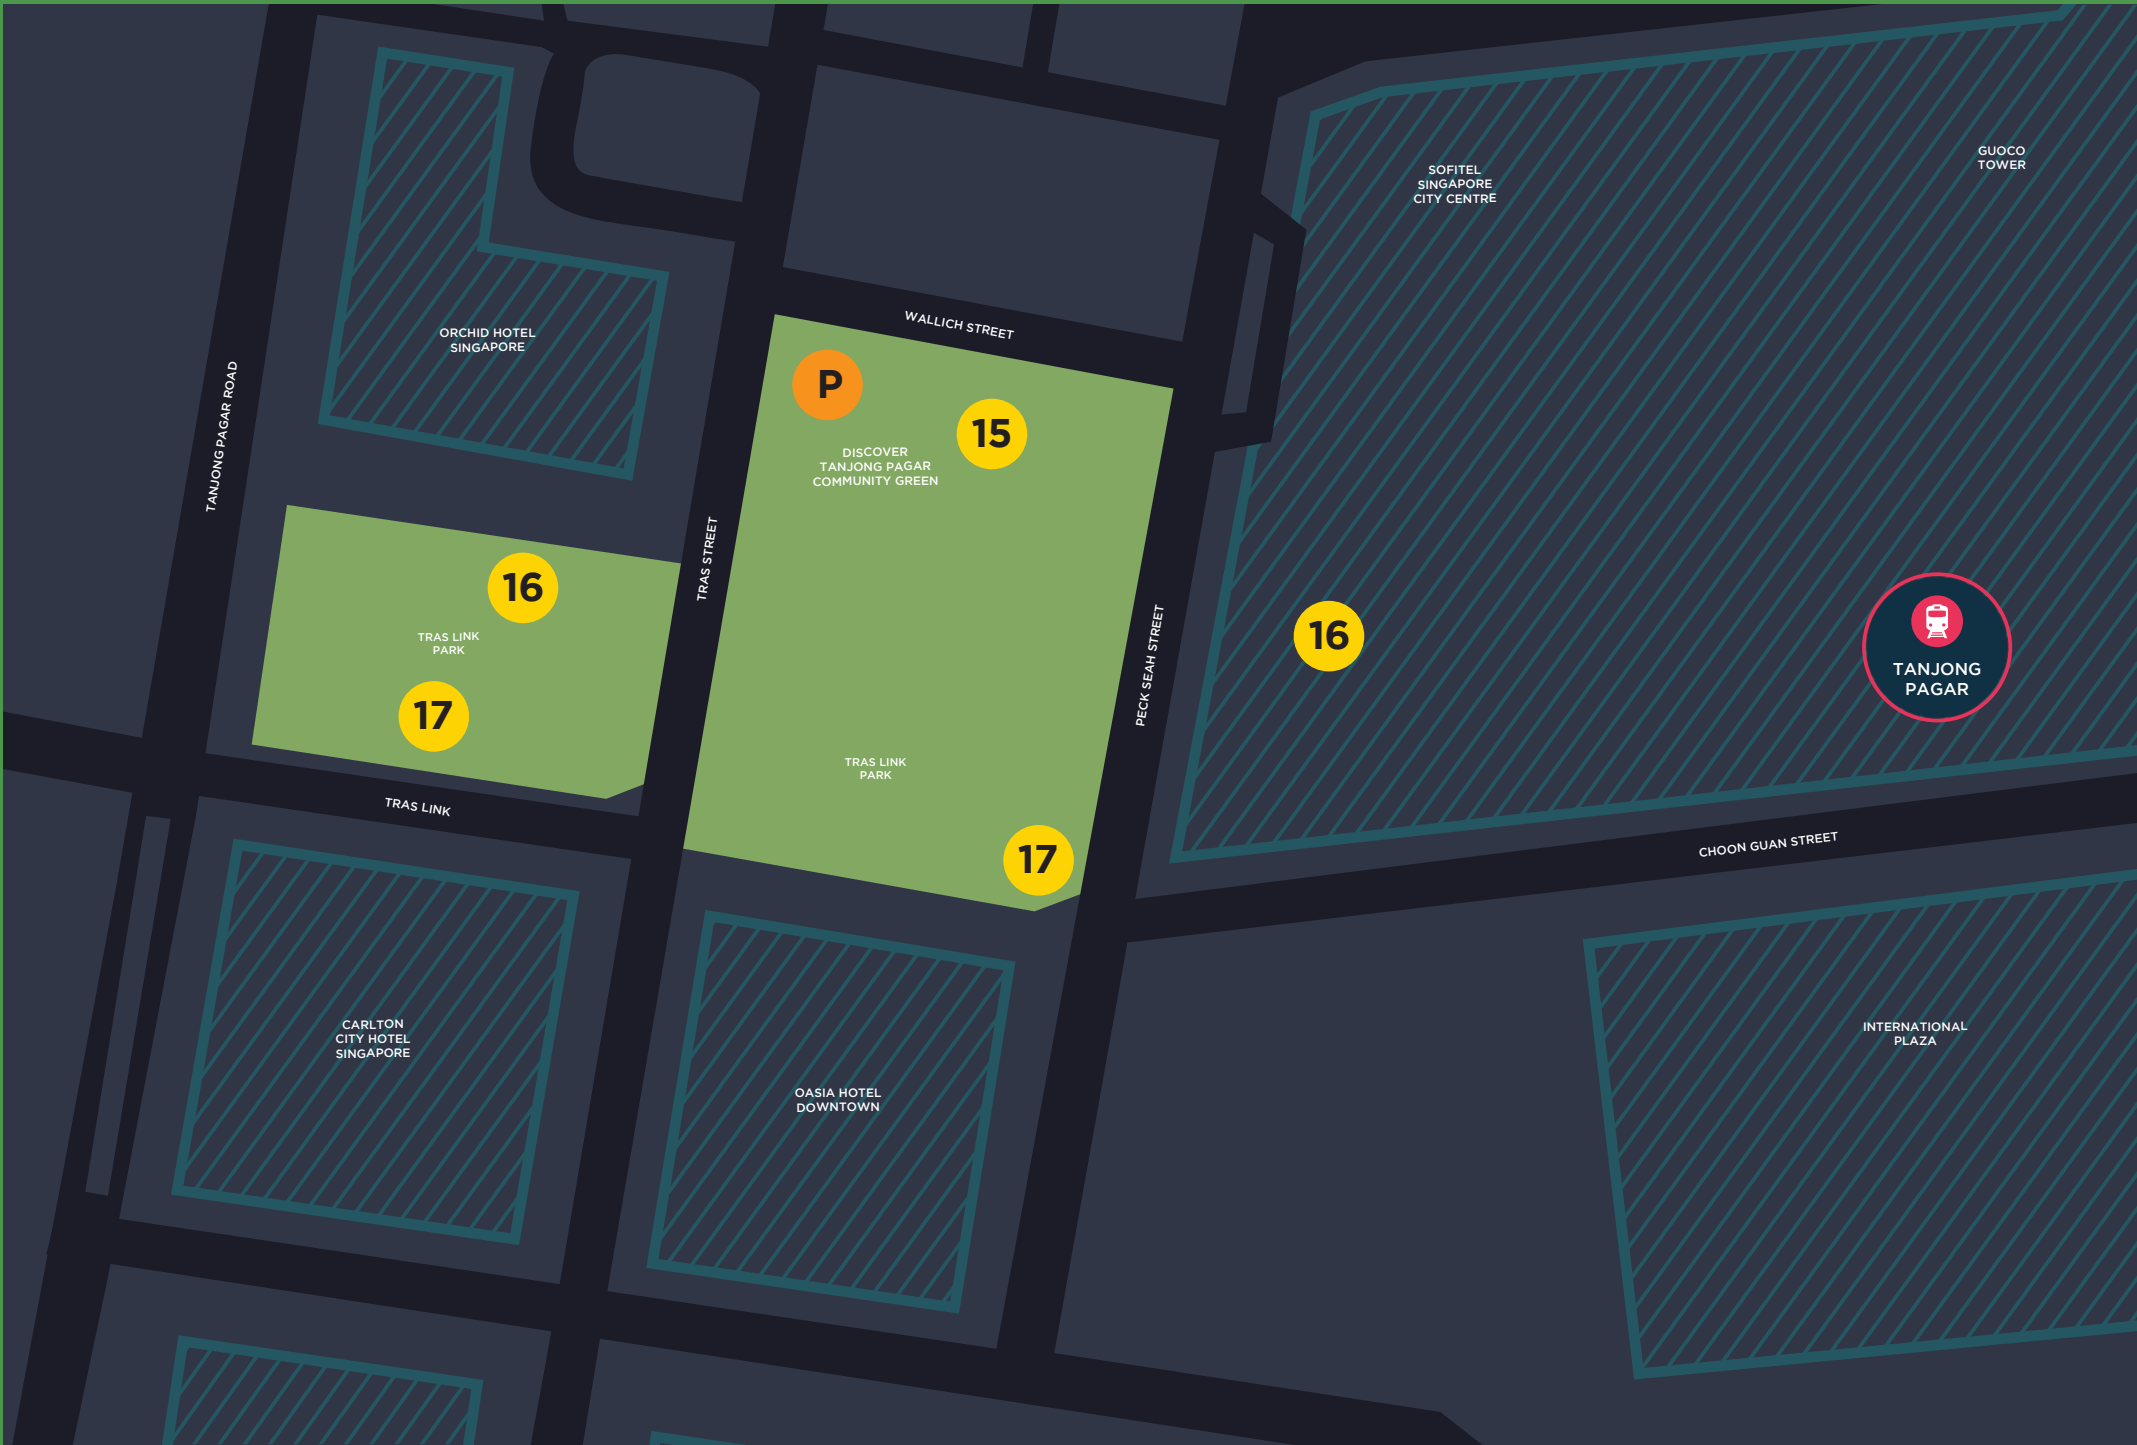 GUOCO
TOWER
SOFITEL
SINGAPORE
CITY CENTRE
WALLICH STREET
ORCHID HOTEL
SINGAPORE
P
15
DISCOVER
TANJONG PAGAR
COMMUNITY GREEN
TANJONG PAGAR ROAD
TRAS STREET
16
TRAS LINK
PARK
17
PECK SEAH STREET
16
TANJONG
PAGAR
TRAS LINK
PARK
17
TRAS LINK
CHOON GUAN STREET
CARLTON
CITY HOTEL
SINGAPORE
OASIA HOTEL
DOWNTOWN
INTERNATIONAL
PLAZA